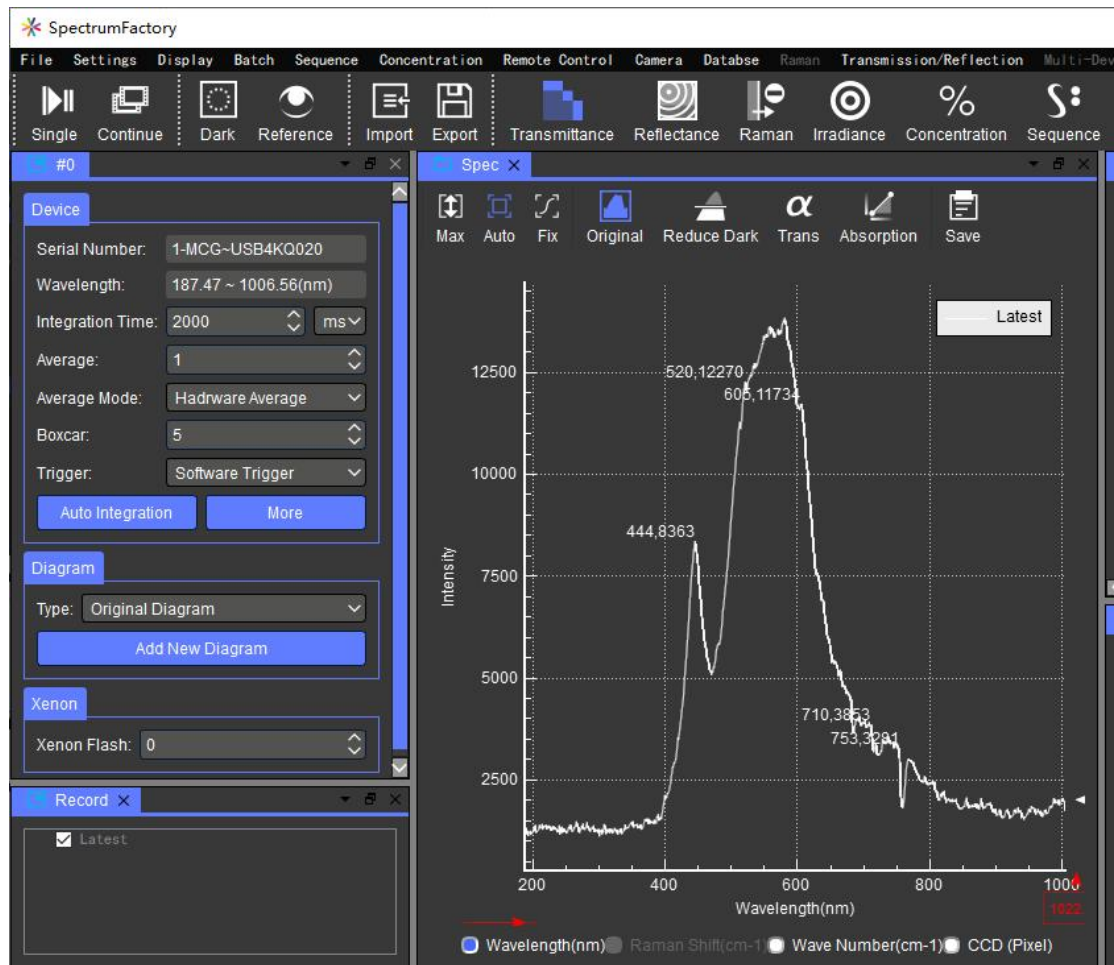 SpectrumFactory
File Settings Display Batch Sequence Concentration Remote Control Camera Databse Raman Transmission/Reflection Multi-Dev
Single Continue Dark Reference Import Export Transmittance Reflectance Raman Irradiance Concentration Sequence
#0
Device
Serial Number: 1-MCG~USB4KQ020
Wavelength: 187.47 ~ 1006.56(nm)
Integration Time: 2000 ms
Average: 1
Average Mode: Hadrware Average
Boxcar: 5
Trigger: Software Trigger
Auto Integration More
Diagram
Type: Original Diagram
Add New Diagram
Xenon
Xenon Flash: 0
Record
Latest
Spec
Max Auto Fix Original Reduce Dark Trans Absorption Save
Latest
12500
10000
7500
5000
2500
Intensity
520,12270
605,11734
444,8363
710,3853
753,3291
200 400 600 800 1000
Wavelength(nm)
1022
Wavelength(nm) Raman Shift(cm-1) Wave Number(cm-1) CCD (Pixel)